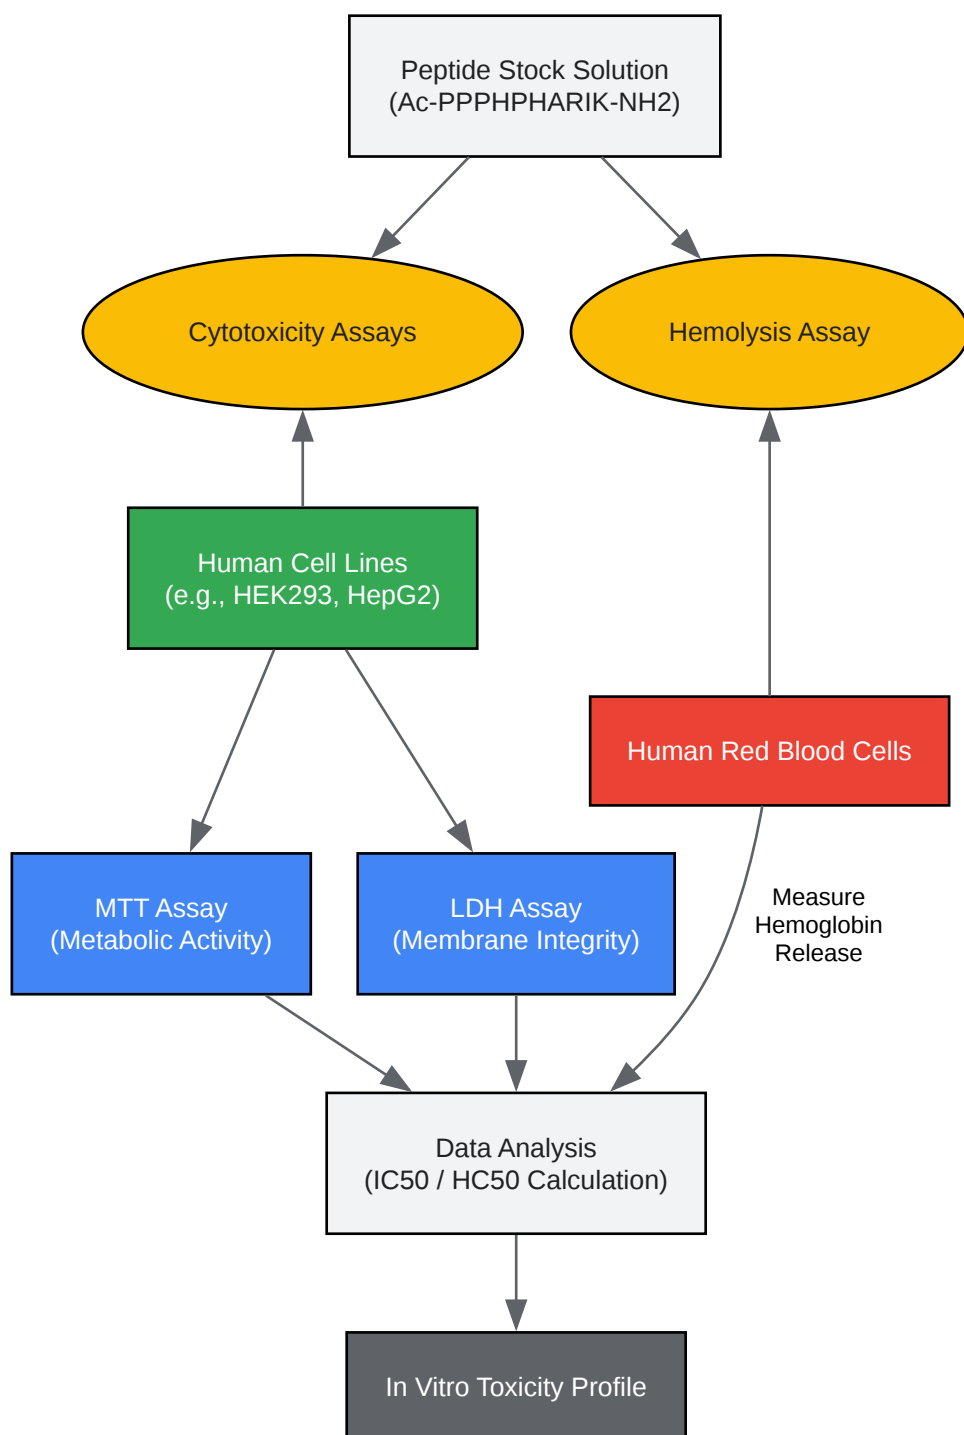 Peptide Stock Solution
(Ac-PPPHPHARIK-NH2)
Cytotoxicity Assays
Hemolysis Assay
Human Cell Lines
(e.g., HEK293, HepG2)
Human Red Blood Cells
MTT Assay
(Metabolic Activity)
LDH Assay
(Membrane Integrity)
Measure
Hemoglobin
Release
Data Analysis
(IC50 / HC50 Calculation)
In Vitro Toxicity Profile